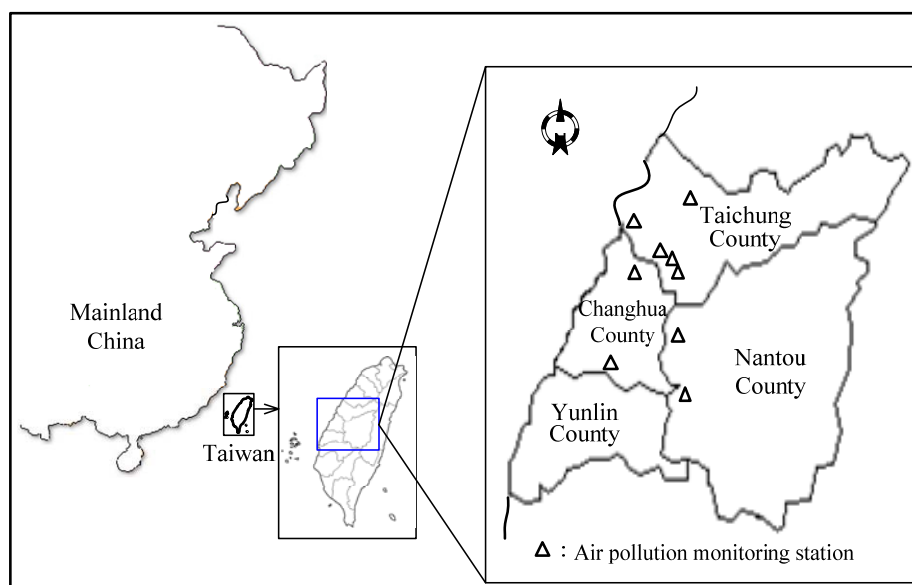 Mainland
China
Taiwan
Taichung
County
Changhua
County
Nantou
County
Yunlin
County
: Air pollution monitoring station